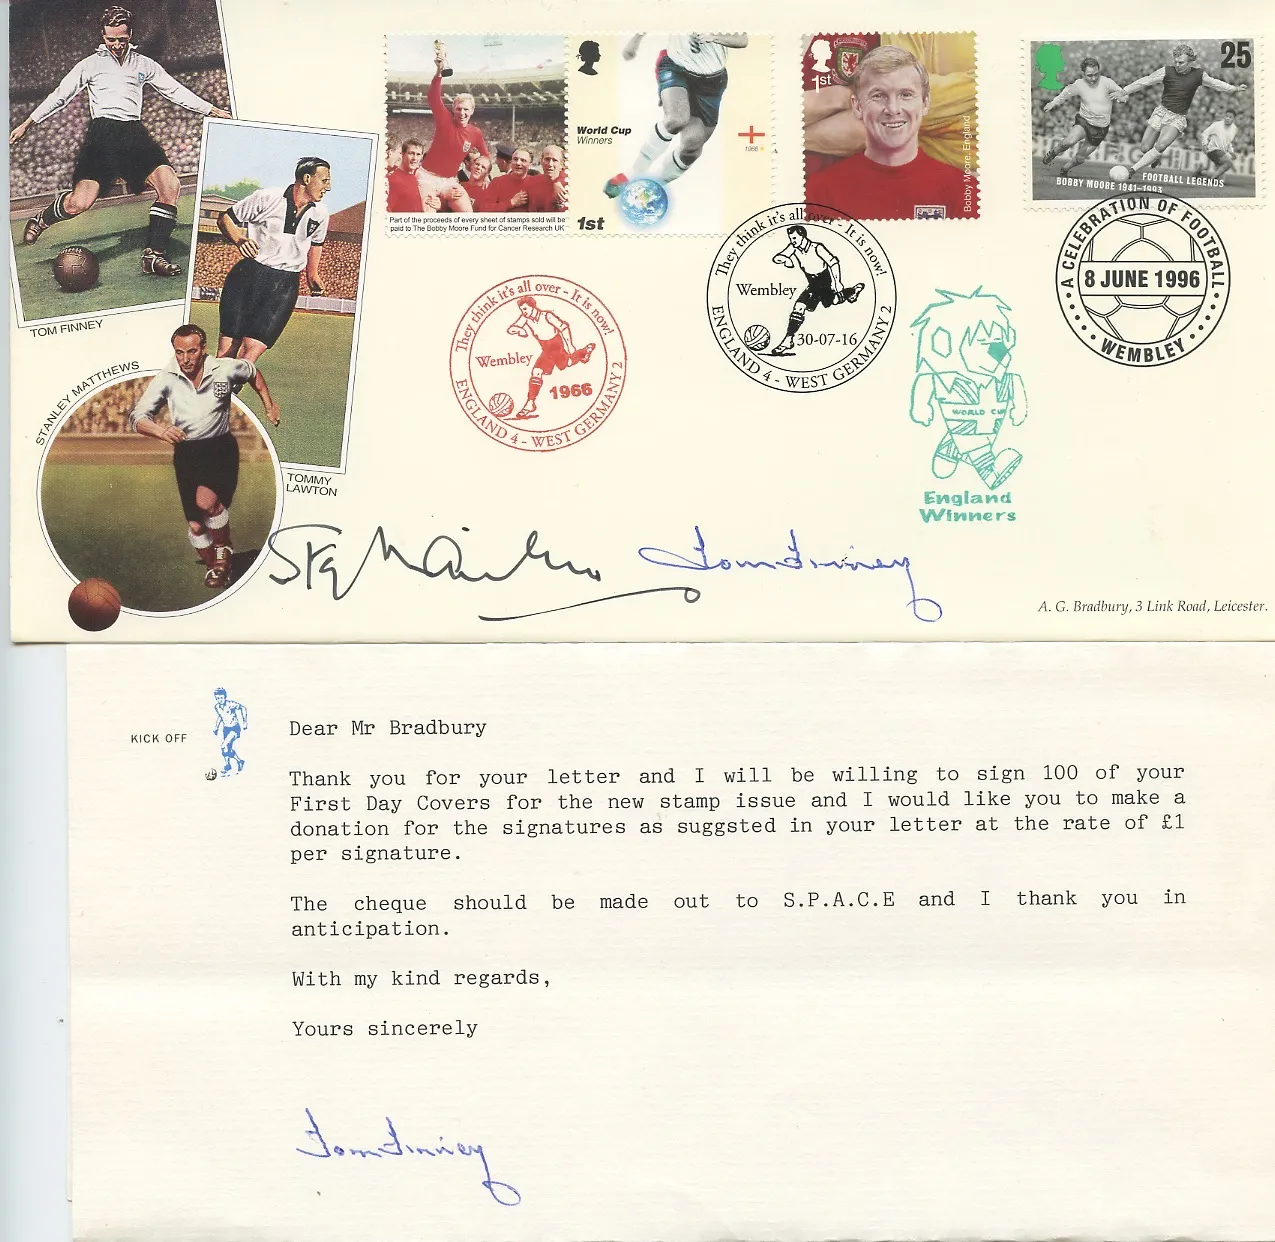 TOM FINNEY
STANLEY MATTHEWS
TOMMY
LAWTON
Part of the proceeds of every sheet of stamps sold will be
paid to The Bobby Moore Fund for Cancer Research UK
World Cup
Winners
1966
1st
1st
Bobby Moore, England
25
BOBBY MOORE 1941-1993
FOOTBALL LEGENDS
They think it's all over - It is now!
Wembley
1966
ENGLAND 4 - WEST GERMANY 2
They think it's all over - It is now!
Wembley
30-07-16
ENGLAND 4 - WEST GERMANY 2
WORLD CUP
England
Winners
A CELEBRATION OF FOOTBALL
8 JUNE 1996
WEMBLEY
Stanley Matthews
Tom Finney
A. G. Bradbury, 3 Link Road, Leicester.
KICK OFF
Dear Mr Bradbury
Thank you for your letter and I will be willing to sign 100 of your
First Day Covers for the new stamp issue and I would like you to make a
donation for the signatures as suggsted in your letter at the rate of £1
per signature.
The cheque should be made out to S.P.A.C.E and I thank you in
anticipation.
With my kind regards,
Yours sincerely
Tom Finney